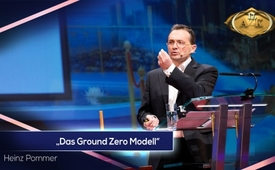 „Das Ground Zero Modell“
Heinz Pommer